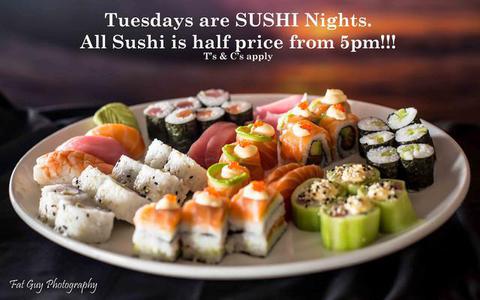 Tuesdays are SUSHI Nights.
All Sushi is half price from 5pm!!!
T's & C's apply
Fat Guy Photography